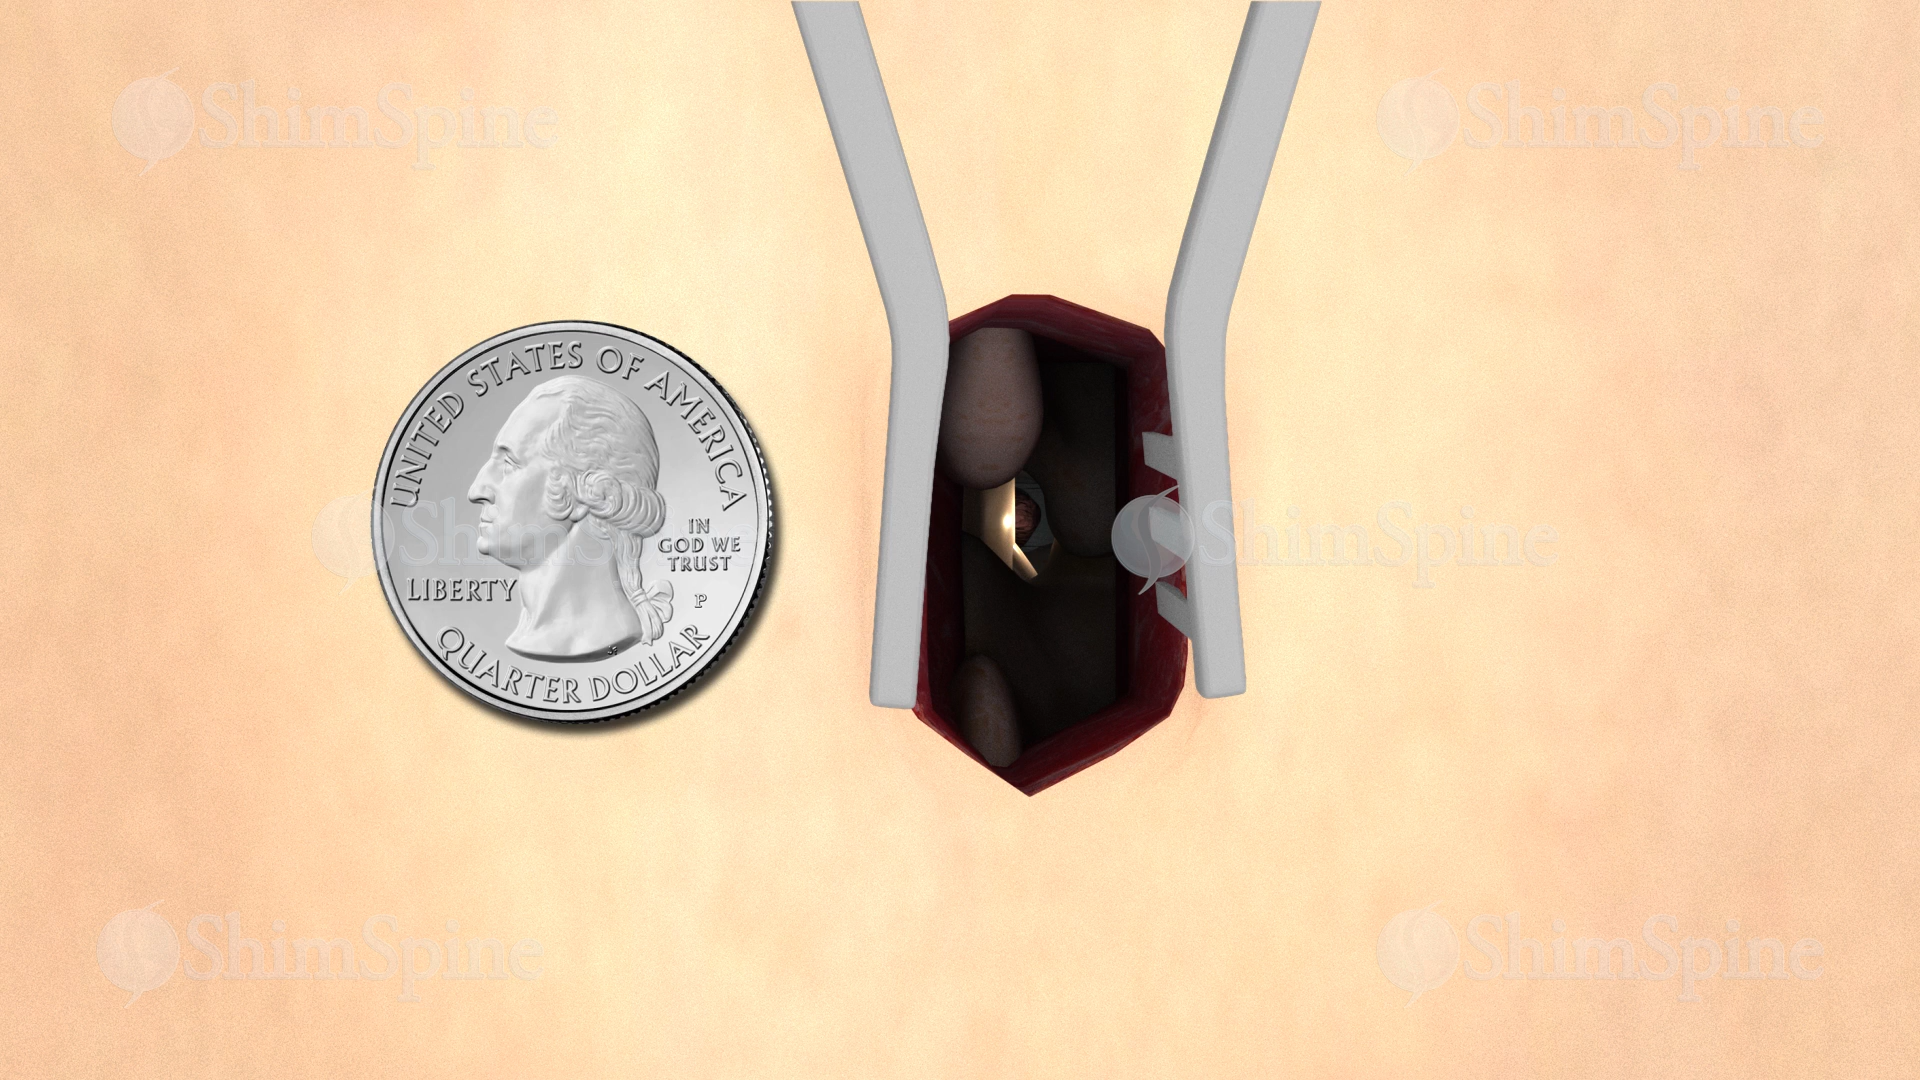 ShimSpine
ShimSpine
UNITED STATES OF AMERICA
IN
GOD WE
TRUST
LIBERTY
P
QUARTER DOLLAR
ShimSpine
ShimSpine
ShimSpine
ShimSpine